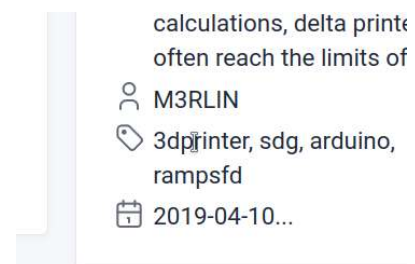 calculations, delta printe
often reach the limits of
M3RLIN
3dprinter, sdg, arduino,
rampsfd
2019-04-10...